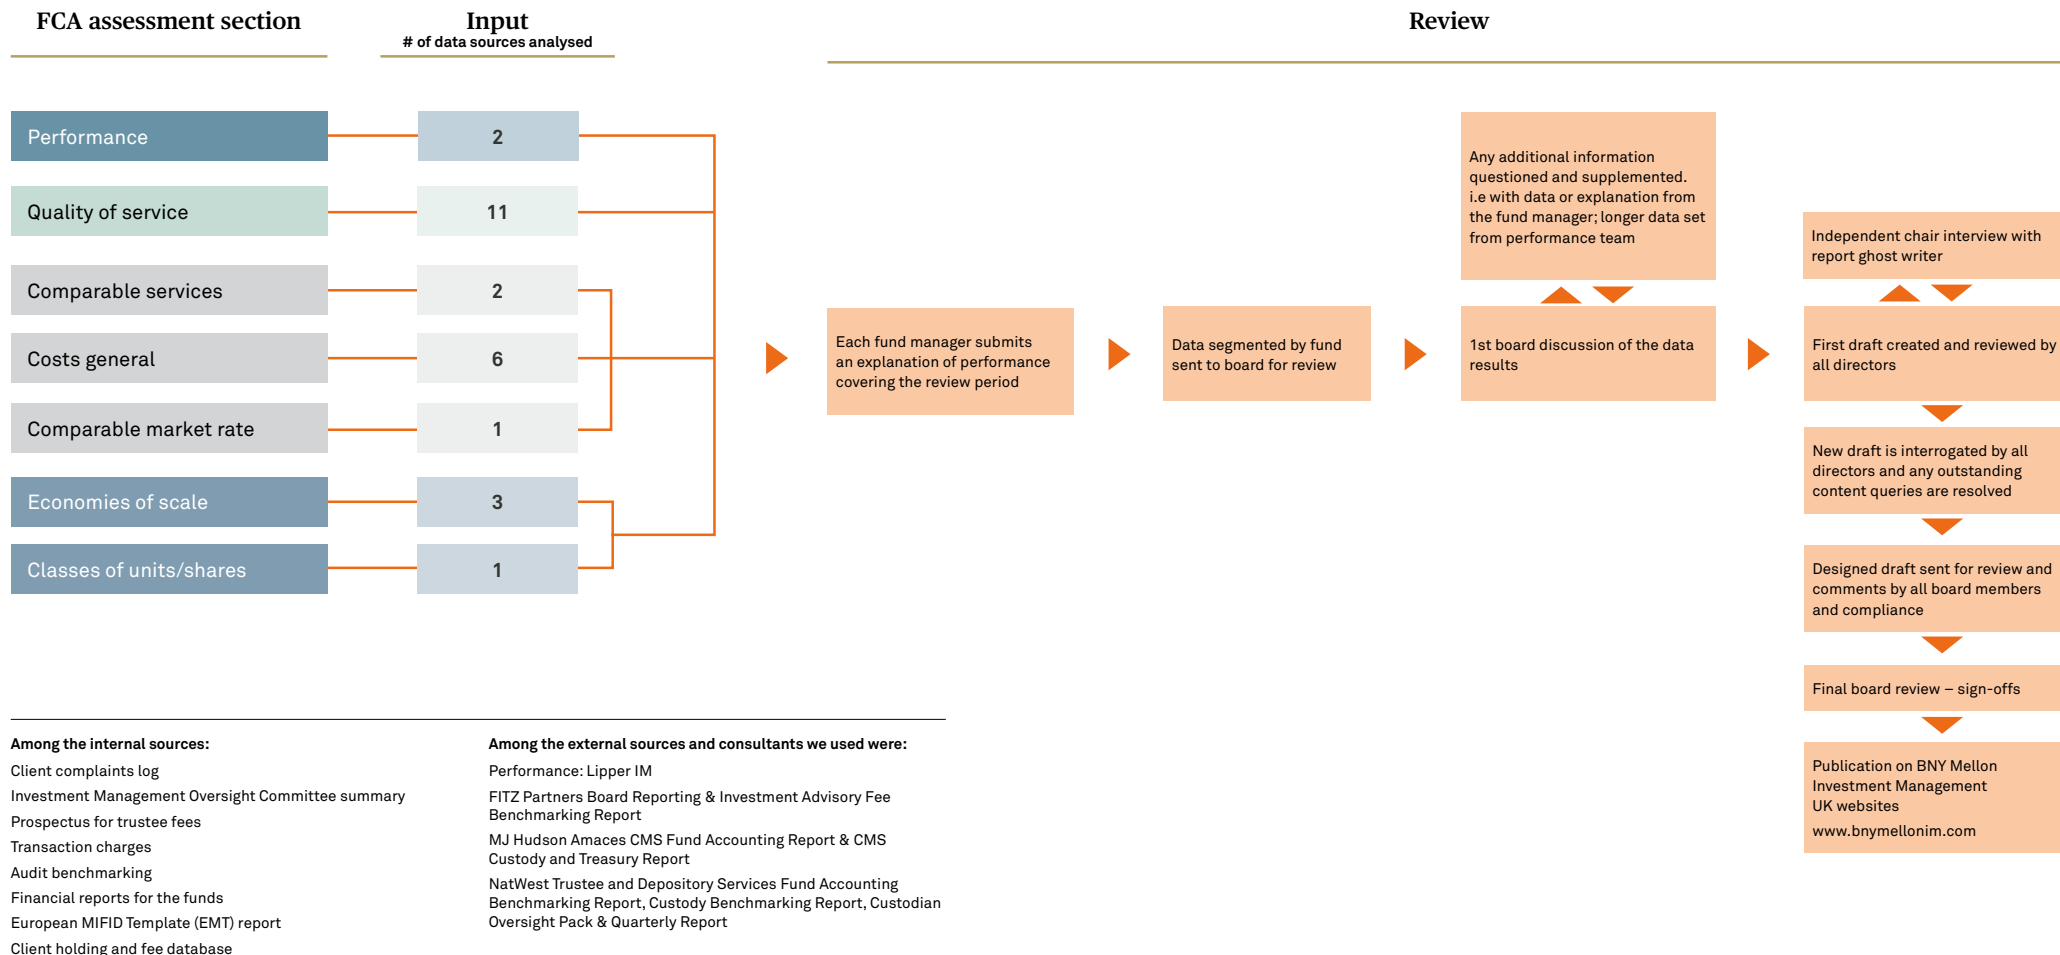 FCA assessment section
Input
# of data sources analysed
Review
Performance
2
Quality of service
11
Comparable services
2
Costs general
6
Comparable market rate
1
Economies of scale
3
Classes of units/shares
1
Each fund manager submits
an explanation of performance
covering the review period
Data segmented by fund
sent to board for review
Any additional information
questioned and supplemented.
i.e with data or explanation from
the fund manager; longer data set
from performance team
1st board discussion of the data
results
Independent chair interview with
report ghost writer
First draft created and reviewed by
all directors
New draft is interrogated by all
directors and any outstanding
content queries are resolved
Designed draft sent for review and
comments by all board members
and compliance
Final board review – sign-offs
Publication on BNY Mellon
Investment Management
UK websites
www.bnymellonim.com
Among the internal sources:
Client complaints log
Investment Management Oversight Committee summary
Prospectus for trustee fees
Transaction charges
Audit benchmarking
Financial reports for the funds
European MIFID Template (EMT) report
Client holding and fee database
Among the external sources and consultants we used were:
Performance: Lipper IM
FITZ Partners Board Reporting & Investment Advisory Fee
Benchmarking Report
MJ Hudson Amaces CMS Fund Accounting Report & CMS
Custody and Treasury Report
NatWest Trustee and Depository Services Fund Accounting
Benchmarking Report, Custody Benchmarking Report, Custodian
Oversight Pack & Quarterly Report